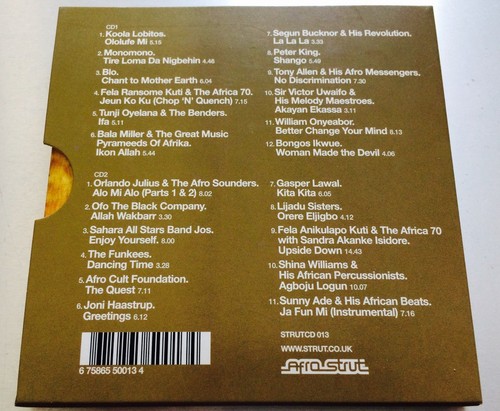 CD1
1. Koola Lobitos.
Ololufe Mi 5.15
2. Monomono.
Tire Loma Da Nigbehin 4.46
3. Blo.
Chant to Mother Earth 6.04
4. Fela Ransome Kuti & The Africa 70.
Jeun Ko Ku (Chop ‘N’ Quench) 7.15
5. Tunji Oyelana & The Benders.
Ifa 5.11
6. Bala Miller & The Great Music
Pyrameeds Of Afrika.
Ikon Allah 5.44
7. Segun Bucknor & His Revolution.
La La La 3.33
8. Peter King.
Shango 5.49
9. Tony Allen & His Afro Messengers.
No Discrimination 7.30
10. Sir Victor Uwaifo &
His Melody Maestroes.
Akayan Ekassa 3.11
11. William Onyeabor.
Better Change Your Mind 8.13
12. Bongos Ikwue.
Woman Made the Devil 4.06
CD2
1. Orlando Julius & The Afro Sounders.
Alo Mi Alo (Parts 1 & 2) 8.02
2. Ofo The Black Company.
Allah Wakbarr 3.30
3. Sahara All Stars Band Jos.
Enjoy Yourself. 8.00
4. The Funkees.
Dancing Time 3.28
5. Afro Cult Foundation.
The Quest 7.11
6. Joni Haastrup.
Greetings 6.12
7. Gasper Lawal.
Kita Kita 6.05
8. Lijadu Sisters.
Orere Eljigbo 4.12
9. Fela Anikulapo Kuti & The Africa 70
with Sandra Akanke Isidore.
Upside Down 14.43
10. Shina Williams &
His African Percussionists.
Agboju Logun 10.07
11. Sunny Ade & His African Beats.
Ja Fun Mi (Instrumental) 7.16
6 75865 50013 4
STRUTCD 013
WWW.STRUT.CO.UK
Afro Strut